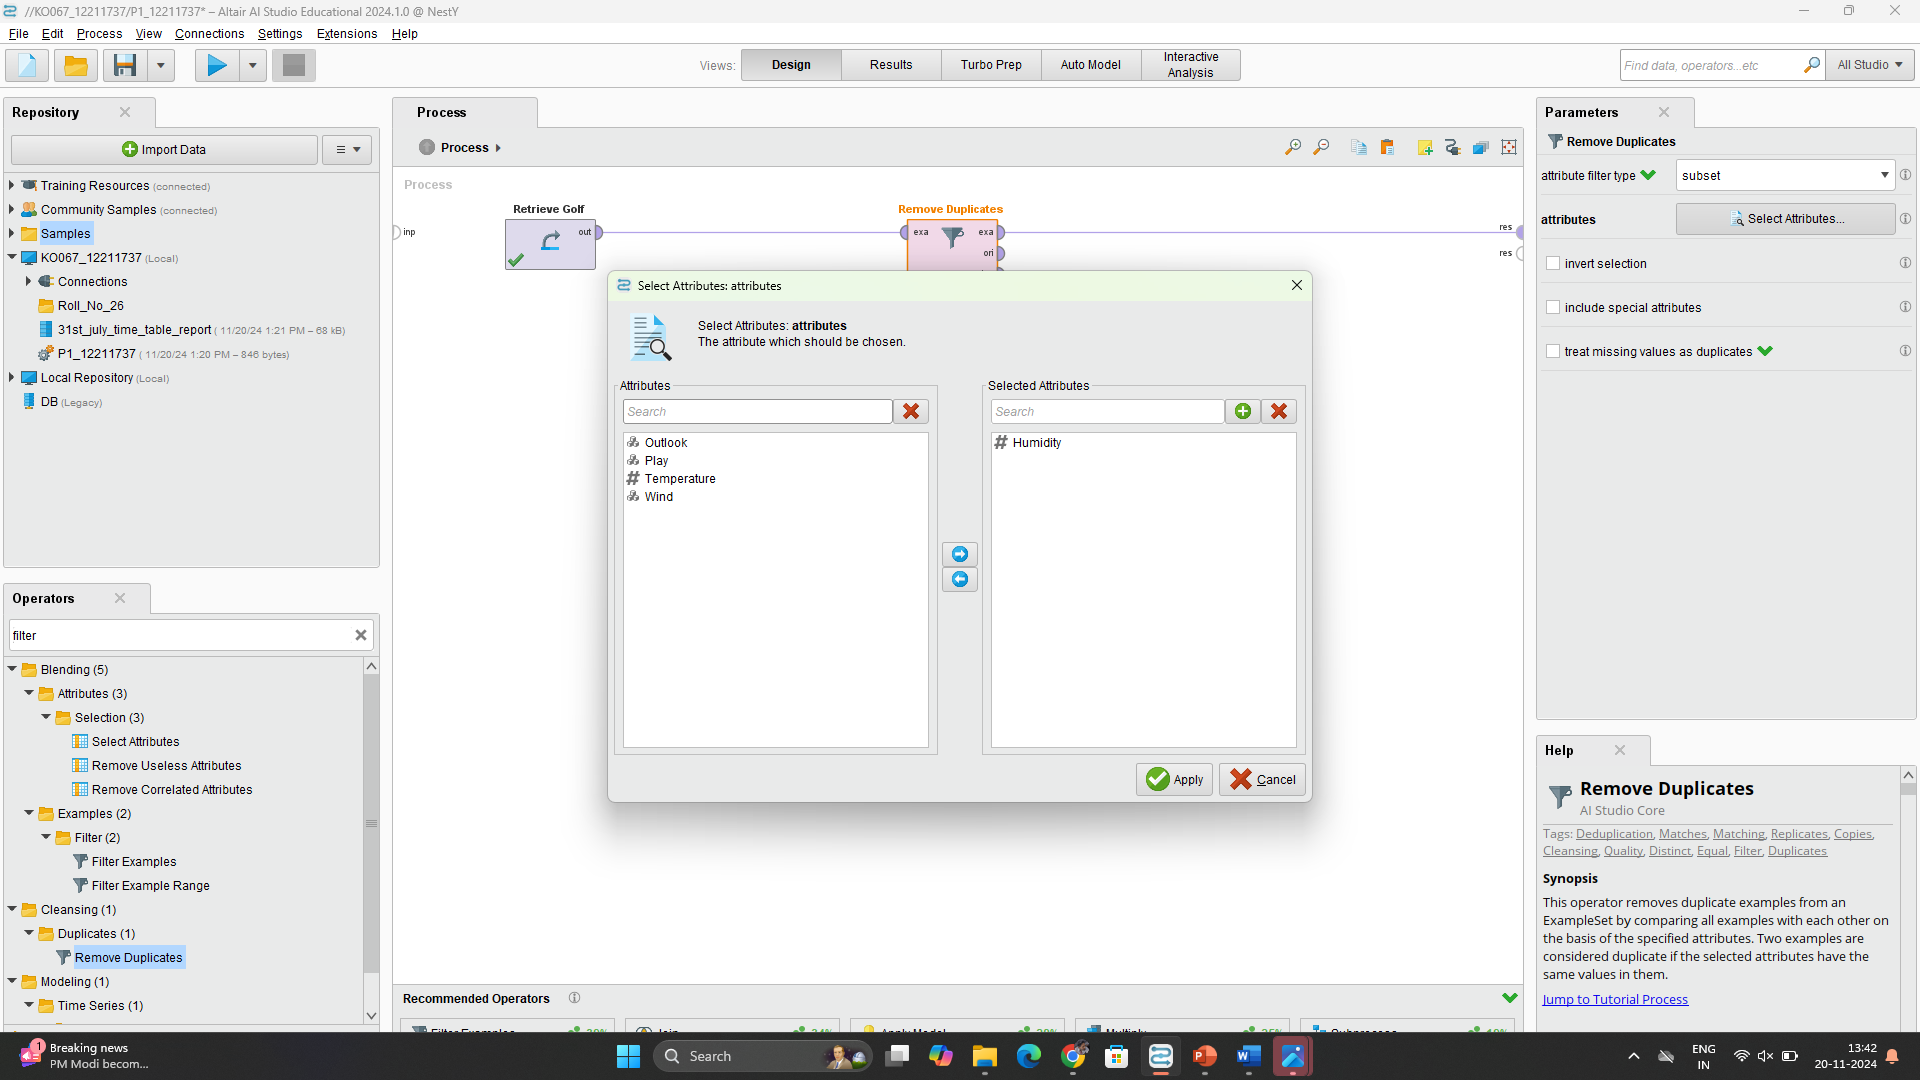 //KO067_12211737/P1_12211737* – Altair AI Studio Educational 2024.1.0 @ NestY
File Edit Process View Connections Settings Extensions Help
Views: Design Results Turbo Prep Auto Model Interactive Analysis
Find data, operators...etc All Studio
Repository
Import Data
Training Resources (connected)
Community Samples (connected)
Samples
KO067_12211737 (Local)
Connections
Roll_No_26
31st_july_time_table_report ( 11/20/24 1:21 PM – 68 kB)
P1_12211737 ( 11/20/24 1:20 PM – 846 bytes)
Local Repository (Local)
DB (Legacy)
Operators
filter
Blending (5)
Attributes (3)
Selection (3)
Select Attributes
Remove Useless Attributes
Remove Correlated Attributes
Examples (2)
Filter (2)
Filter Examples
Filter Example Range
Cleansing (1)
Duplicates (1)
Remove Duplicates
Modeling (1)
Time Series (1)
Process
Process
Process
inp
Retrieve Golf
out
Remove Duplicates
exa exa
ori
res
res
Select Attributes: attributes
Select Attributes: attributes
The attribute which should be chosen.
Attributes
Search
Outlook
Play
Temperature
Wind
Selected Attributes
Search
Humidity
Apply Cancel
Recommended Operators
Parameters
Remove Duplicates
attribute filter type subset
attributes Select Attributes...
invert selection
include special attributes
treat missing values as duplicates
Help
Remove Duplicates
AI Studio Core
Tags: Deduplication, Matches, Matching, Replicates, Copies,
Cleansing, Quality, Distinct, Equal, Filter, Duplicates
Synopsis
This operator removes duplicate examples from an
ExampleSet by comparing all examples with each other on
the basis of the specified attributes. Two examples are
considered duplicate if the selected attributes have the
same values in them.
Jump to Tutorial Process
1
Breaking news
PM Modi becom...
Search
ENG
IN
13:42
20-11-2024